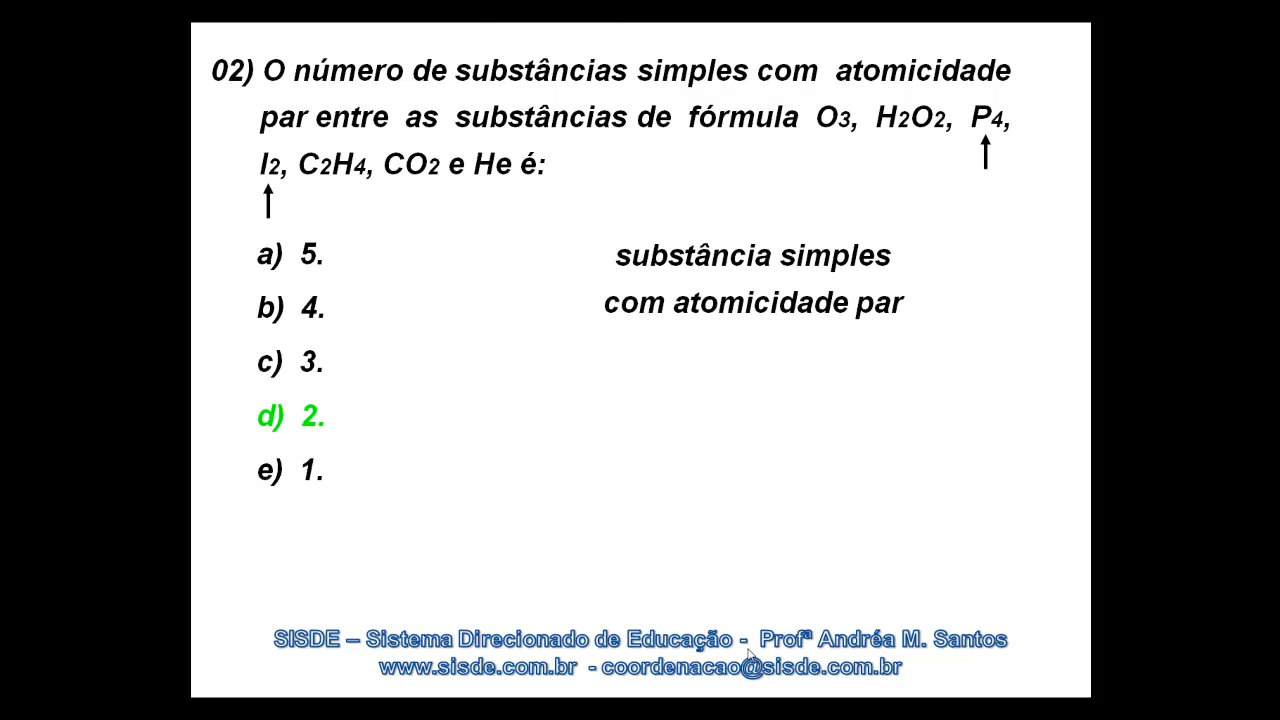 02) O número de substâncias simples com atomicidade
par entre as substâncias de fórmula O3, H2O2, P4,
I2, C2H4, CO2 e He é:
a) 5.
b) 4.
c) 3.
d) 2.
e) 1.
substância simples
com atomicidade par
SISDE – Sistema Direcionado de Educação - Profª Andréa M. Santos
www.sisde.com.br - coordenacao@sisde.com.br